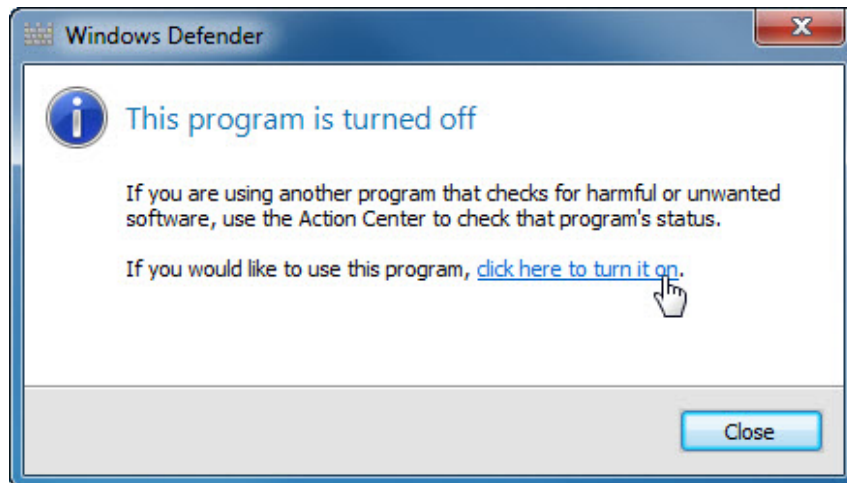 Windows Defender
This program is turned off
If you are using another program that checks for harmful or unwanted
software, use the Action Center to check that program's status.
If you would like to use this program, click here to turn it on.
Close